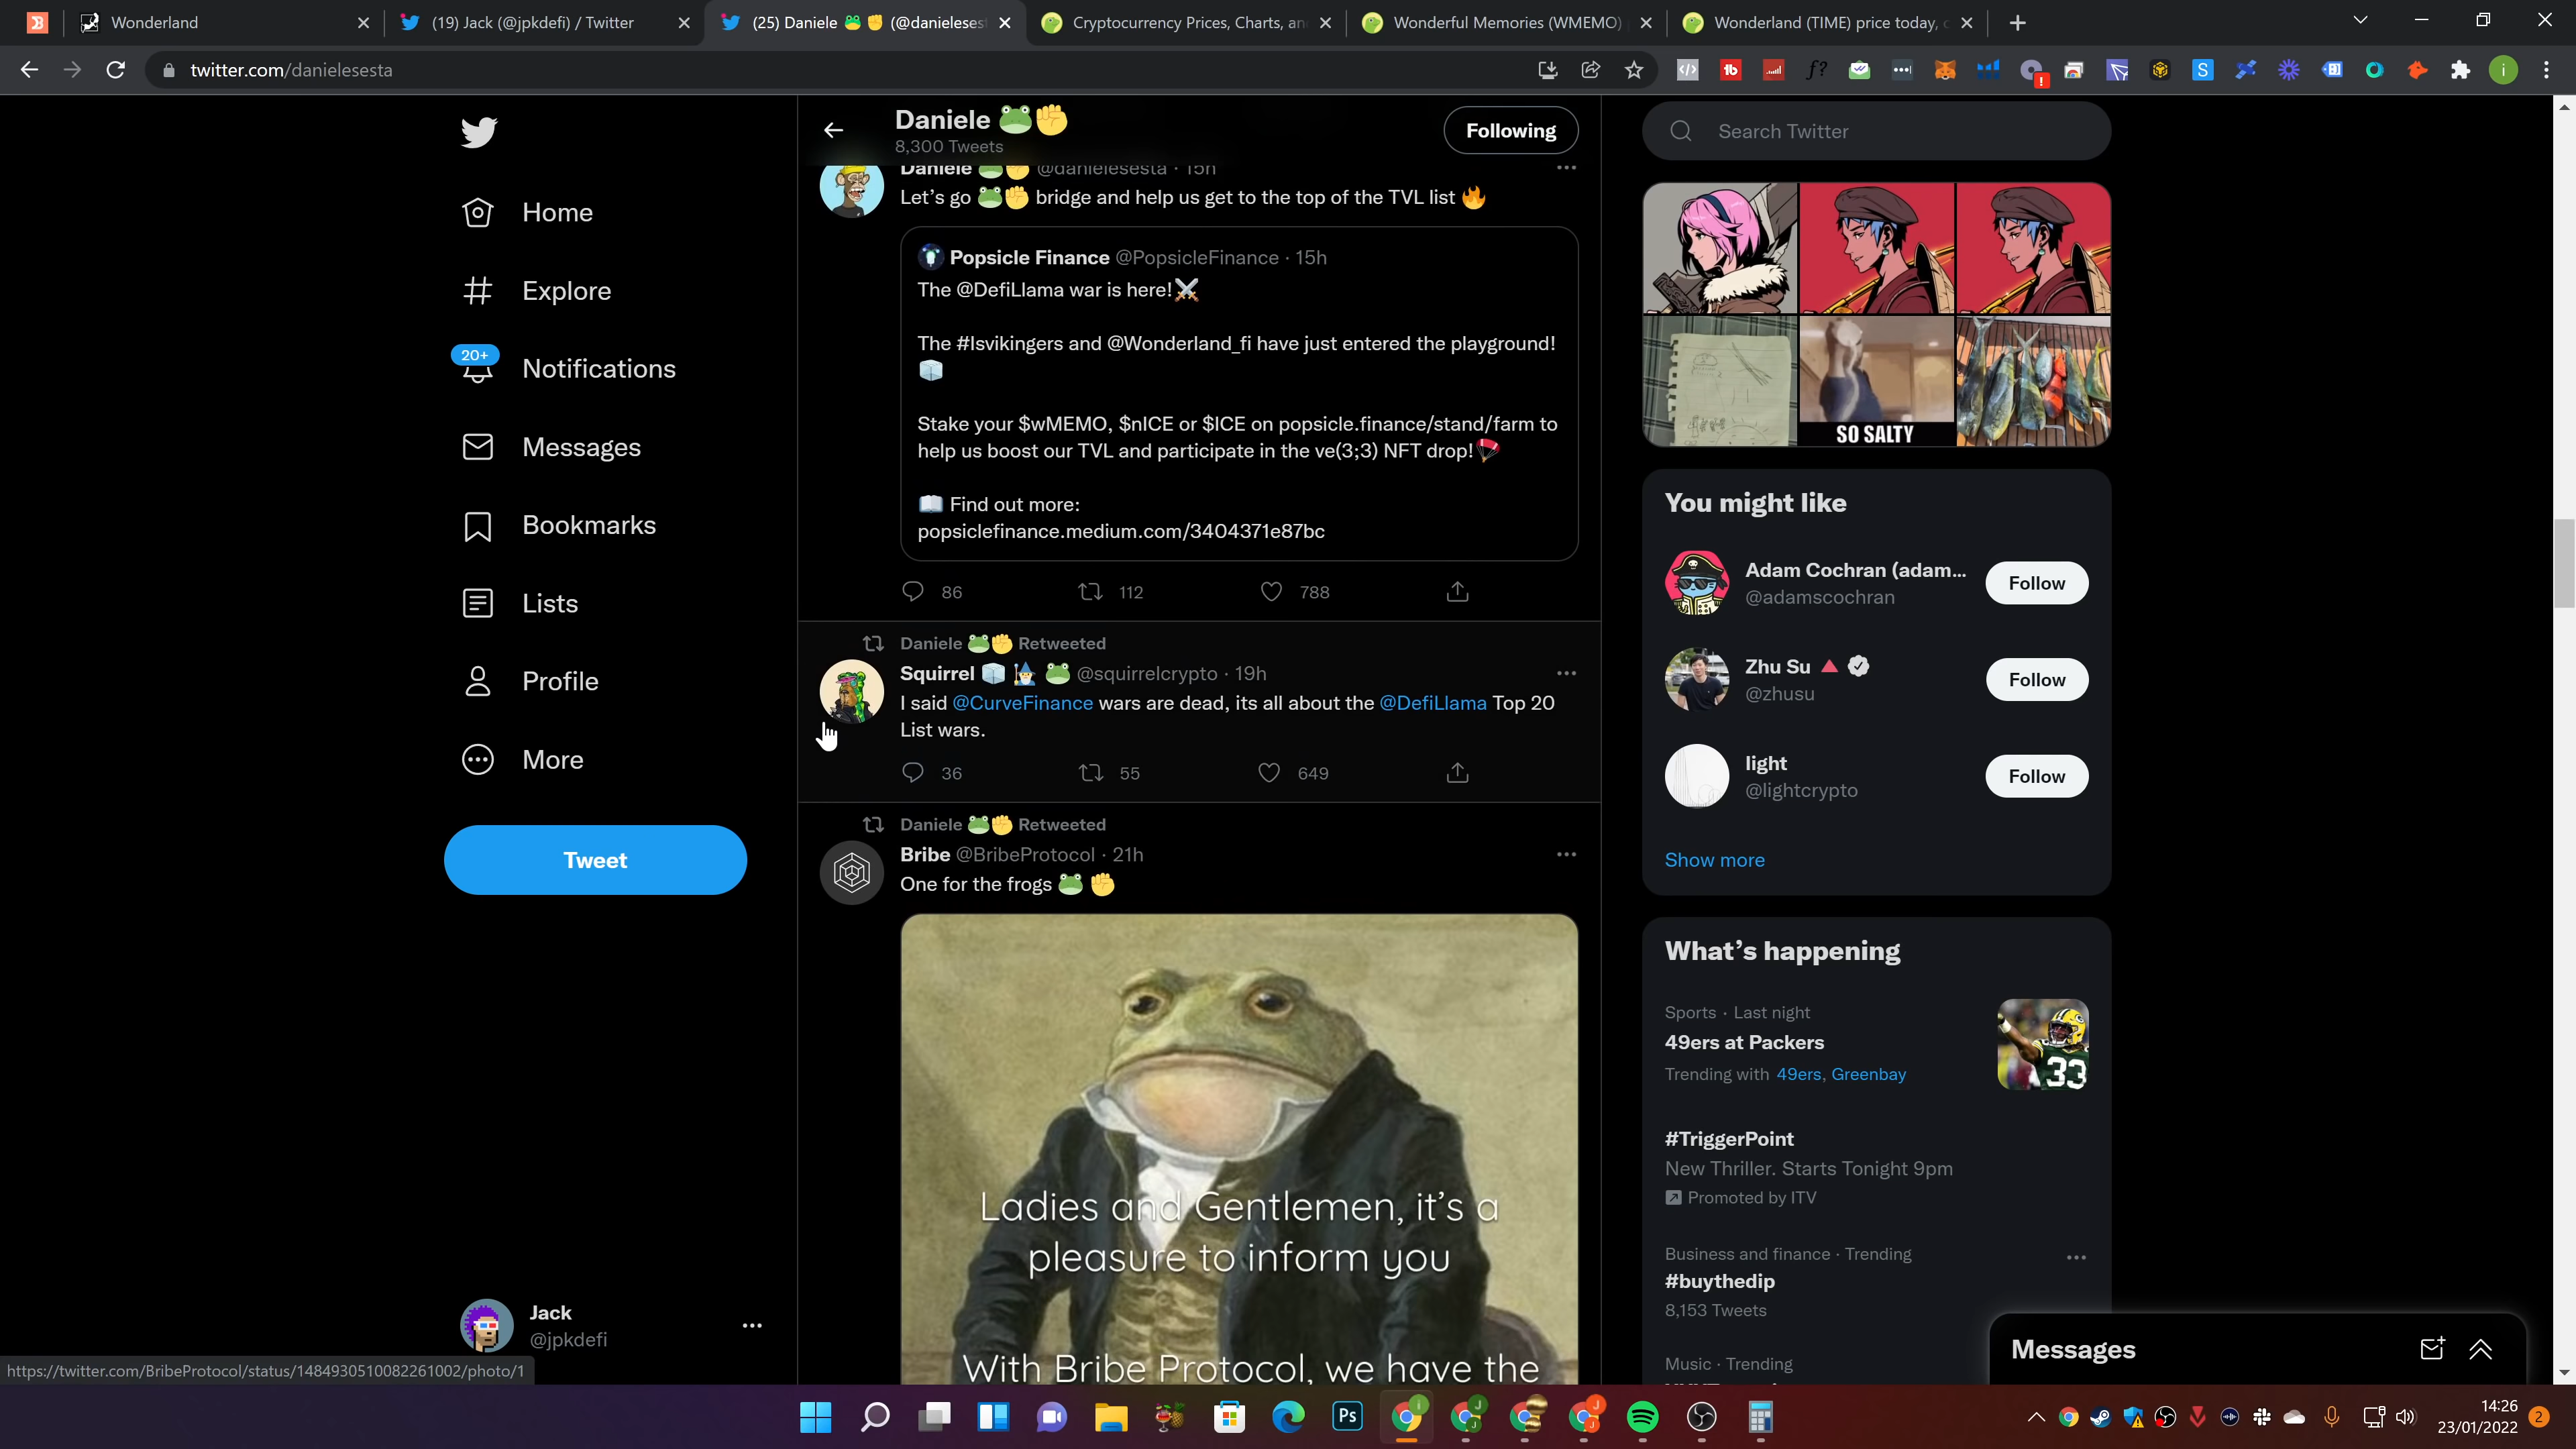 Wonderland
(19) Jack (@jpkdefi) / Twitter
(25) Daniele 🐸 ✊ (@danieleses
Cryptocurrency Prices, Charts, an
Wonderful Memories (WMEMO)
Wonderland (TIME) price today,
twitter.com/danielesesta
Daniele 🐸✊
8,300 Tweets
Following
Search Twitter
Home
Explore
20+
Notifications
Messages
Bookmarks
Lists
Profile
More
Tweet
Jack
@jpkdefi
Daniele 🐸✊ @danielesesta · 15h
Let's go 🐸✊ bridge and help us get to the top of the TVL list 🔥
Popsicle Finance @PopsicleFinance · 15h
The @DefiLlama war is here!⚔️
The #Isvikingers and @Wonderland_fi have just entered the playground!
🧊
Stake your $wMEMO, $nICE or $ICE on popsicle.finance/stand/farm to
help us boost our TVL and participate in the ve(3;3) NFT drop!🪂
📖 Find out more:
popsiclefinance.medium.com/3404371e87bc
86 112 788
Daniele 🐸✊ Retweeted
Squirrel 🧊 🧙‍♂️ 🐸 @squirrelcrypto · 19h
I said @CurveFinance wars are dead, its all about the @DefiLlama Top 20
List wars.
36 55 649
Daniele 🐸✊ Retweeted
Bribe @BribeProtocol · 21h
One for the frogs 🐸 ✊
Ladies and Gentlemen, it's a
pleasure to inform you
With Bribe Protocol, we have the
SO SALTY
You might like
Adam Cochran (adam...
@adamscochran
Follow
Zhu Su 🔺
@zhusu
Follow
light
@lightcrypto
Follow
Show more
What's happening
Sports · Last night
49ers at Packers
Trending with 49ers, Greenbay
33
#TriggerPoint
New Thriller. Starts Tonight 9pm
Promoted by ITV
Business and finance · Trending
#buythedip
8,153 Tweets
Music · Trending
Messages
https://twitter.com/BribeProtocol/status/1484930510082261002/photo/1
Ps
14:26
23/01/2022
2